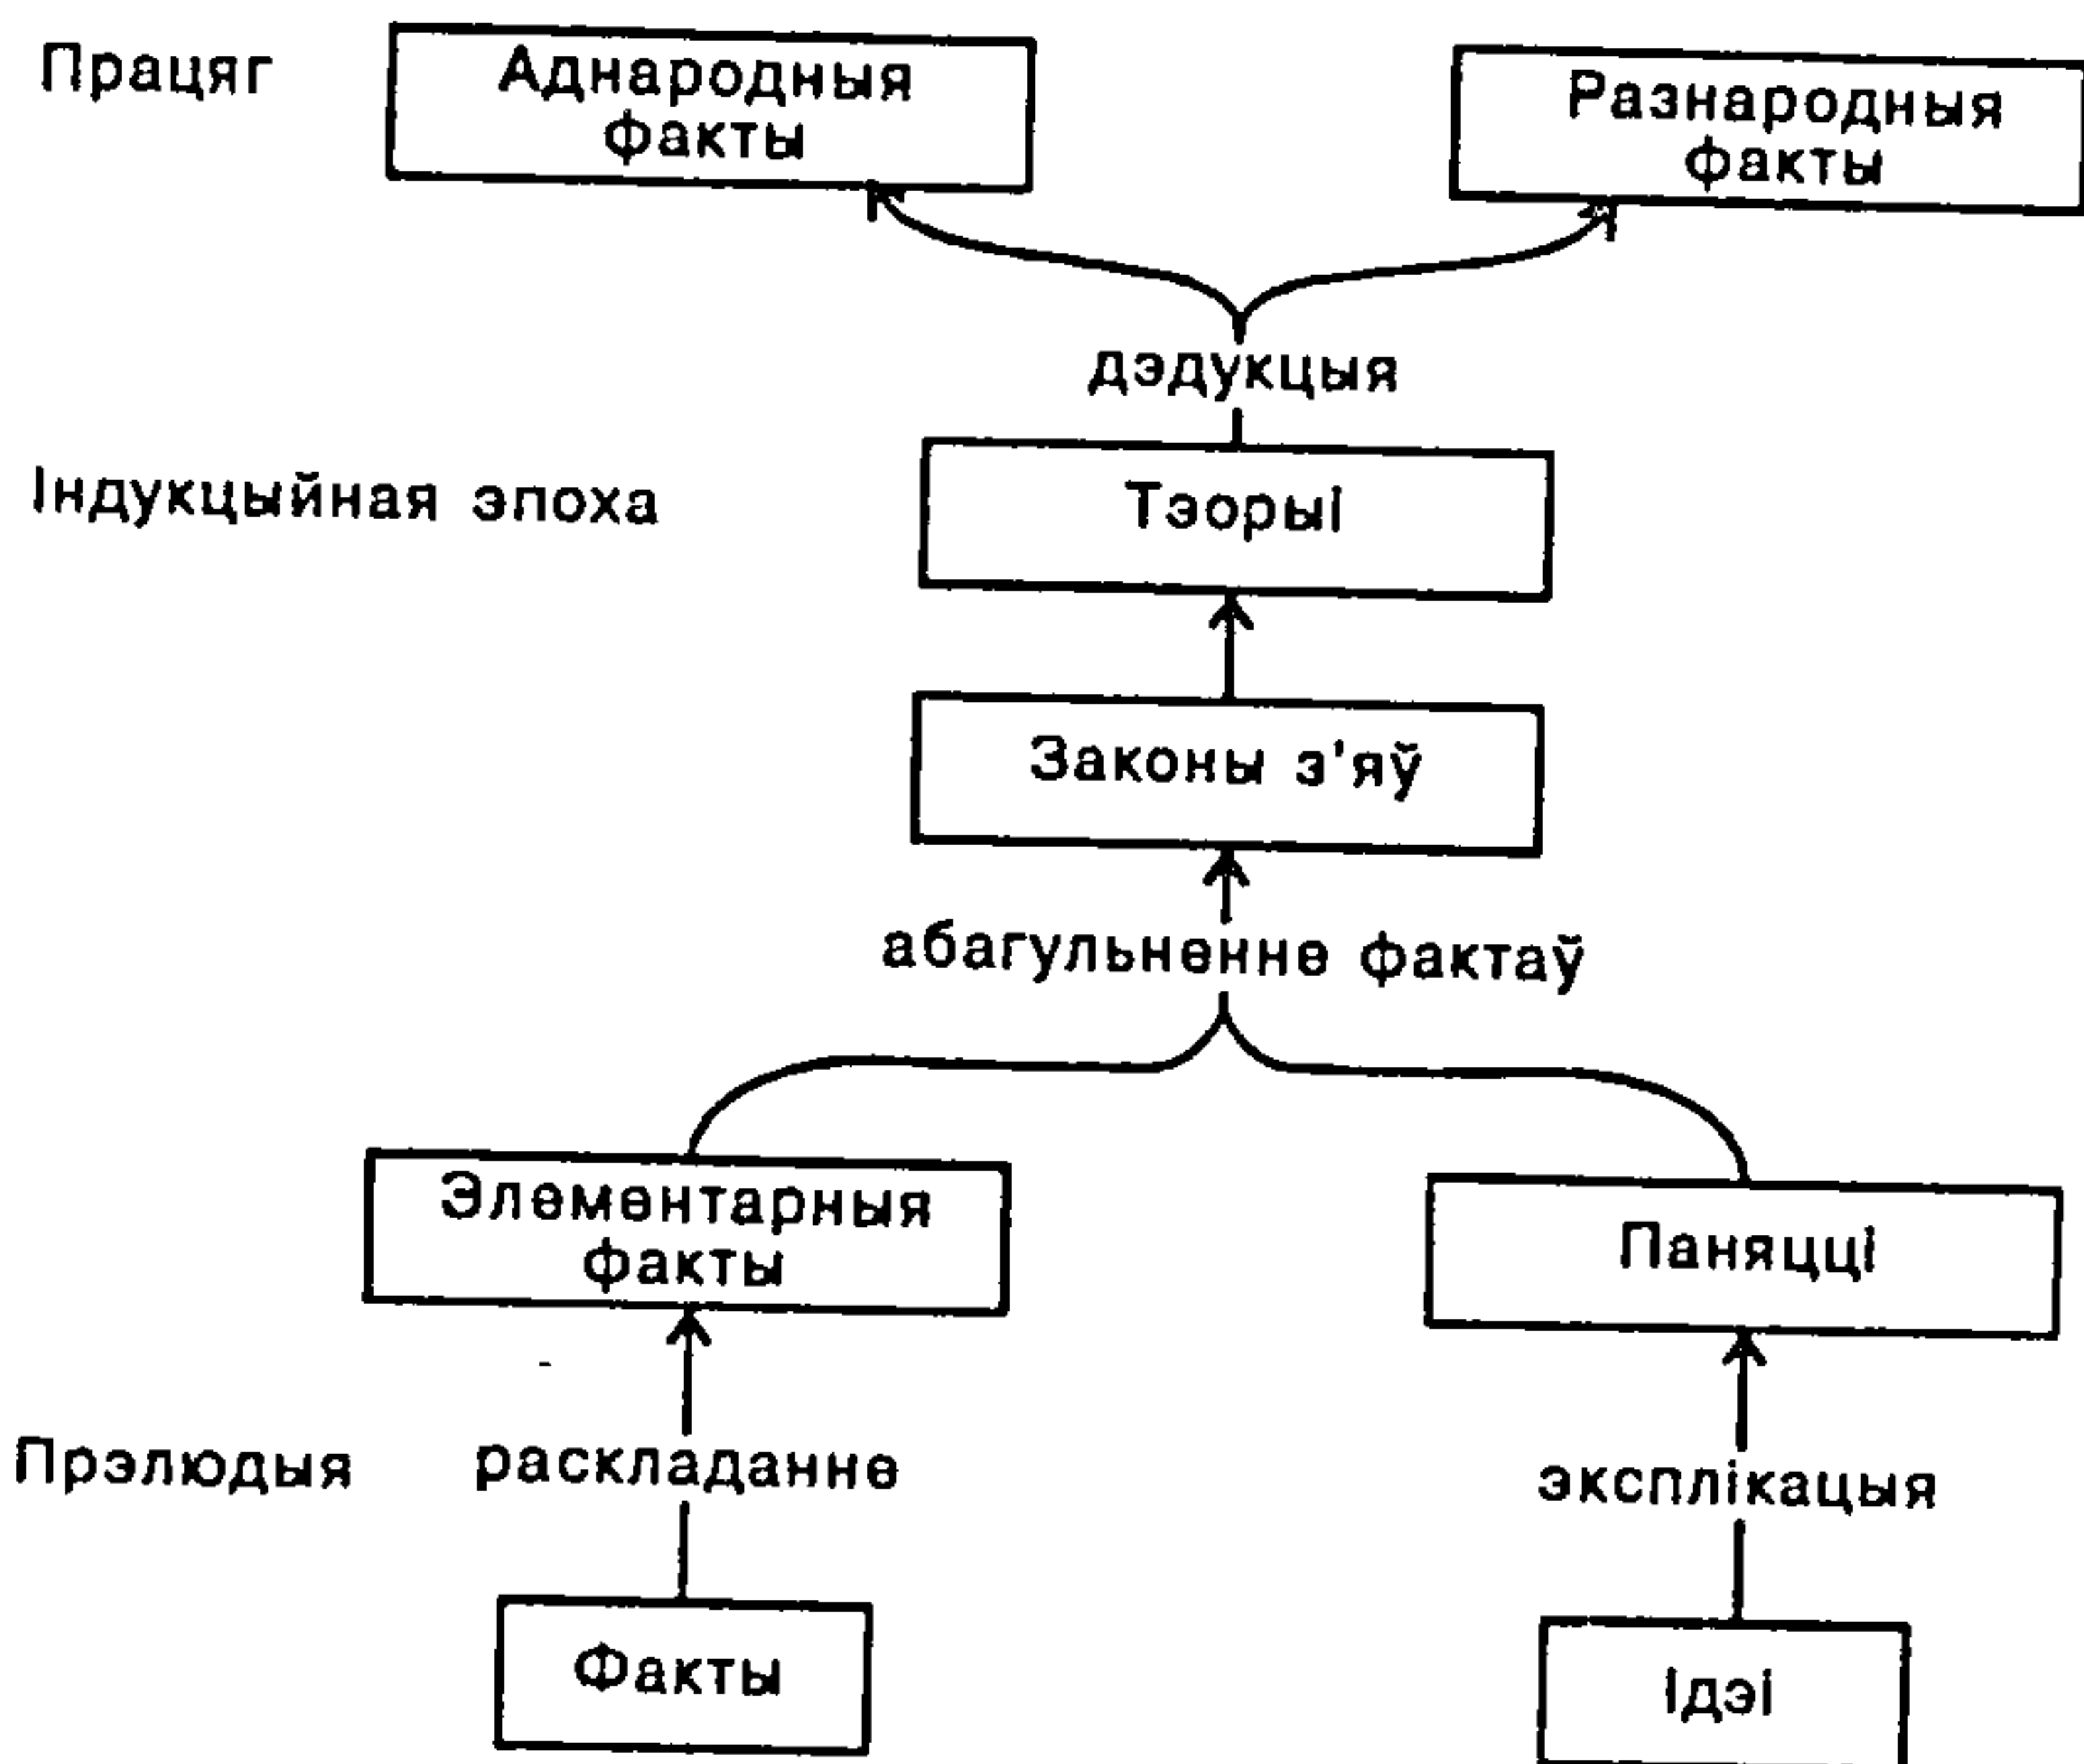 Працяг
Аднародныя
факты
Разнародныя
факты
дэдукцыя
Індукцыйная эпоха
Тэорыі
Законы з'яў
абагульненне фактаў
Элементарныя
факты
Паняцці
Прэлюдыя
раскладанне
эксплікацыя
Факты
Ідэі